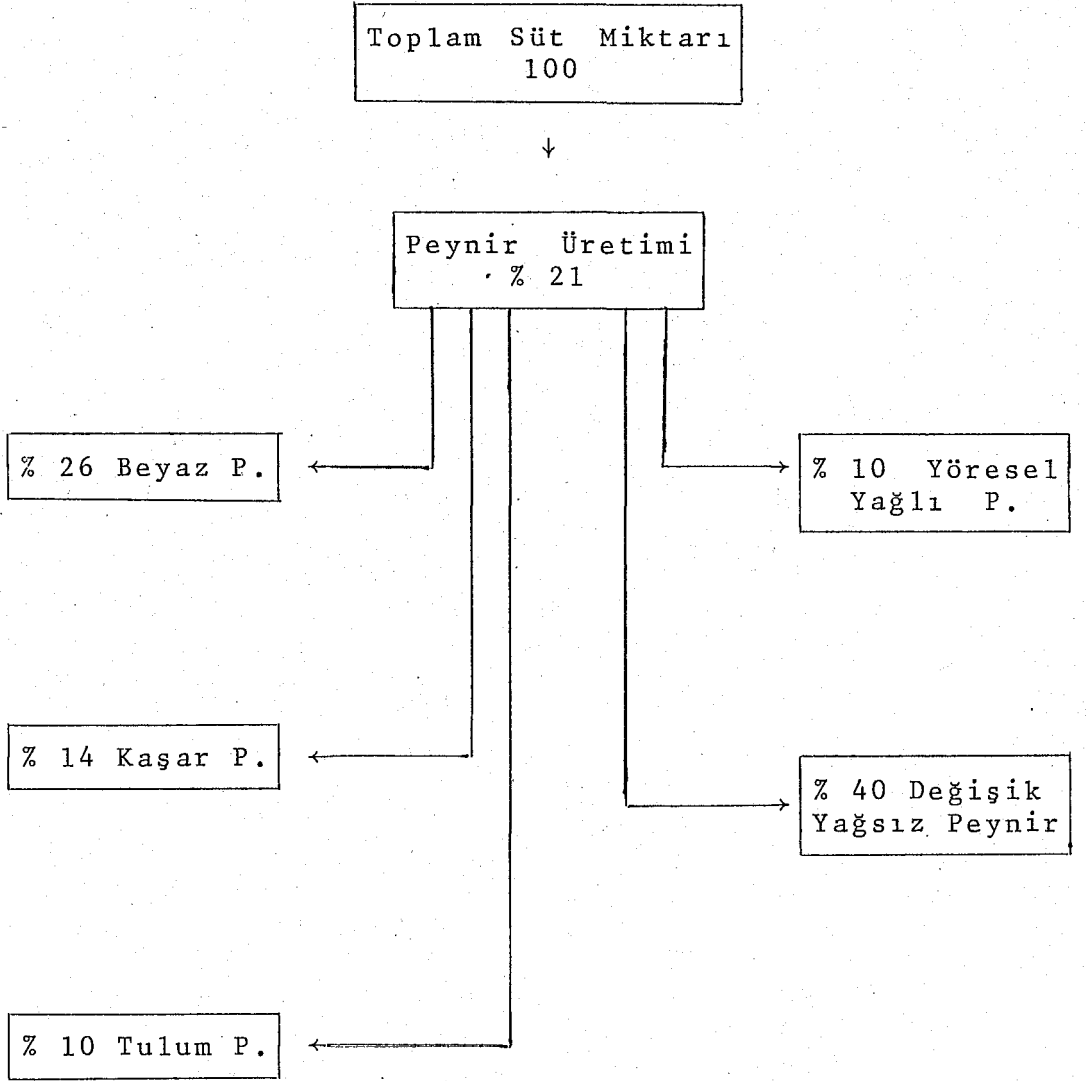 Toplam Süt Miktarı
100
↓
Peynir Üretimi
% 21
% 26 Beyaz P.
% 10 Yöresel
Yağlı P.
% 14 Kaşar P.
% 40 Değişik
Yağsız Peynir
% 10 Tulum P.